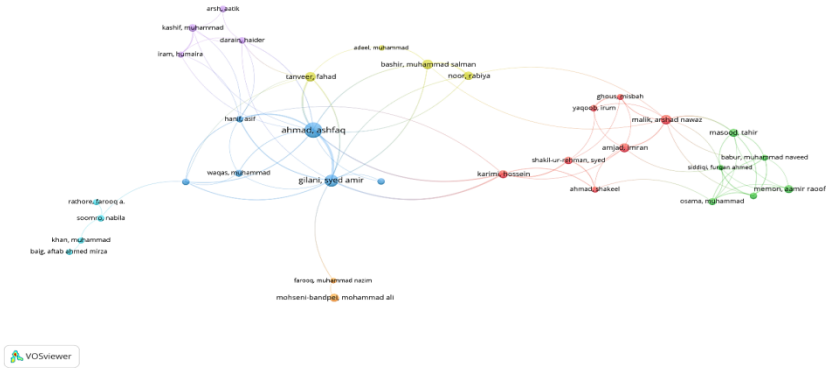 arsh, aatik
kashif, muhammad
darain, haider
iram, humaira
adeel, muhammad
bashir, muhammad salman
tanveer, fahad
noor, rabiya
ghous, misbah
yaqoob, irum
hanif, asif
malik, arshad nawaz
ahmad, ashfaq
masood, tahir
amjad, imran
shakil-ur-rahman, syed
babur, muhammad naveed
siddiqi, furqan ahmed
waqas, muhammad
karimi, hossein
gilani, syed amir
ahmad, shakeel
memon, aamir raoof
rathore, farooq a.
osama, muhammad
soomro, nabila
khan, muhammad
baig, aftab ahmed mirza
farooq, muhammad nazim
mohseni-bandpei, mohammad ali
VOSviewer